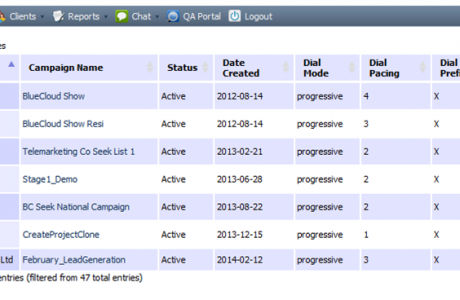 Clients Reports Chat QA Portal Logout
es
Campaign Name Status Date Created Dial Mode Dial Pacing Dial Prefi
BlueCloud Show Active 2012-08-14 progressive 4 X
BlueCloud Show Resi Active 2012-08-14 progressive 3 X
Telemarketing Co Seek List 1 Active 2013-02-21 progressive 2 X
Stage1_Demo Active 2013-06-28 progressive 2 X
BC Seek National Campaign Active 2013-08-22 progressive 2 X
CreateProjectClone Active 2013-12-15 progressive 1 X
Ltd February_LeadGeneration Active 2014-02-12 progressive 3 X
entries (filtered from 47 total entries)